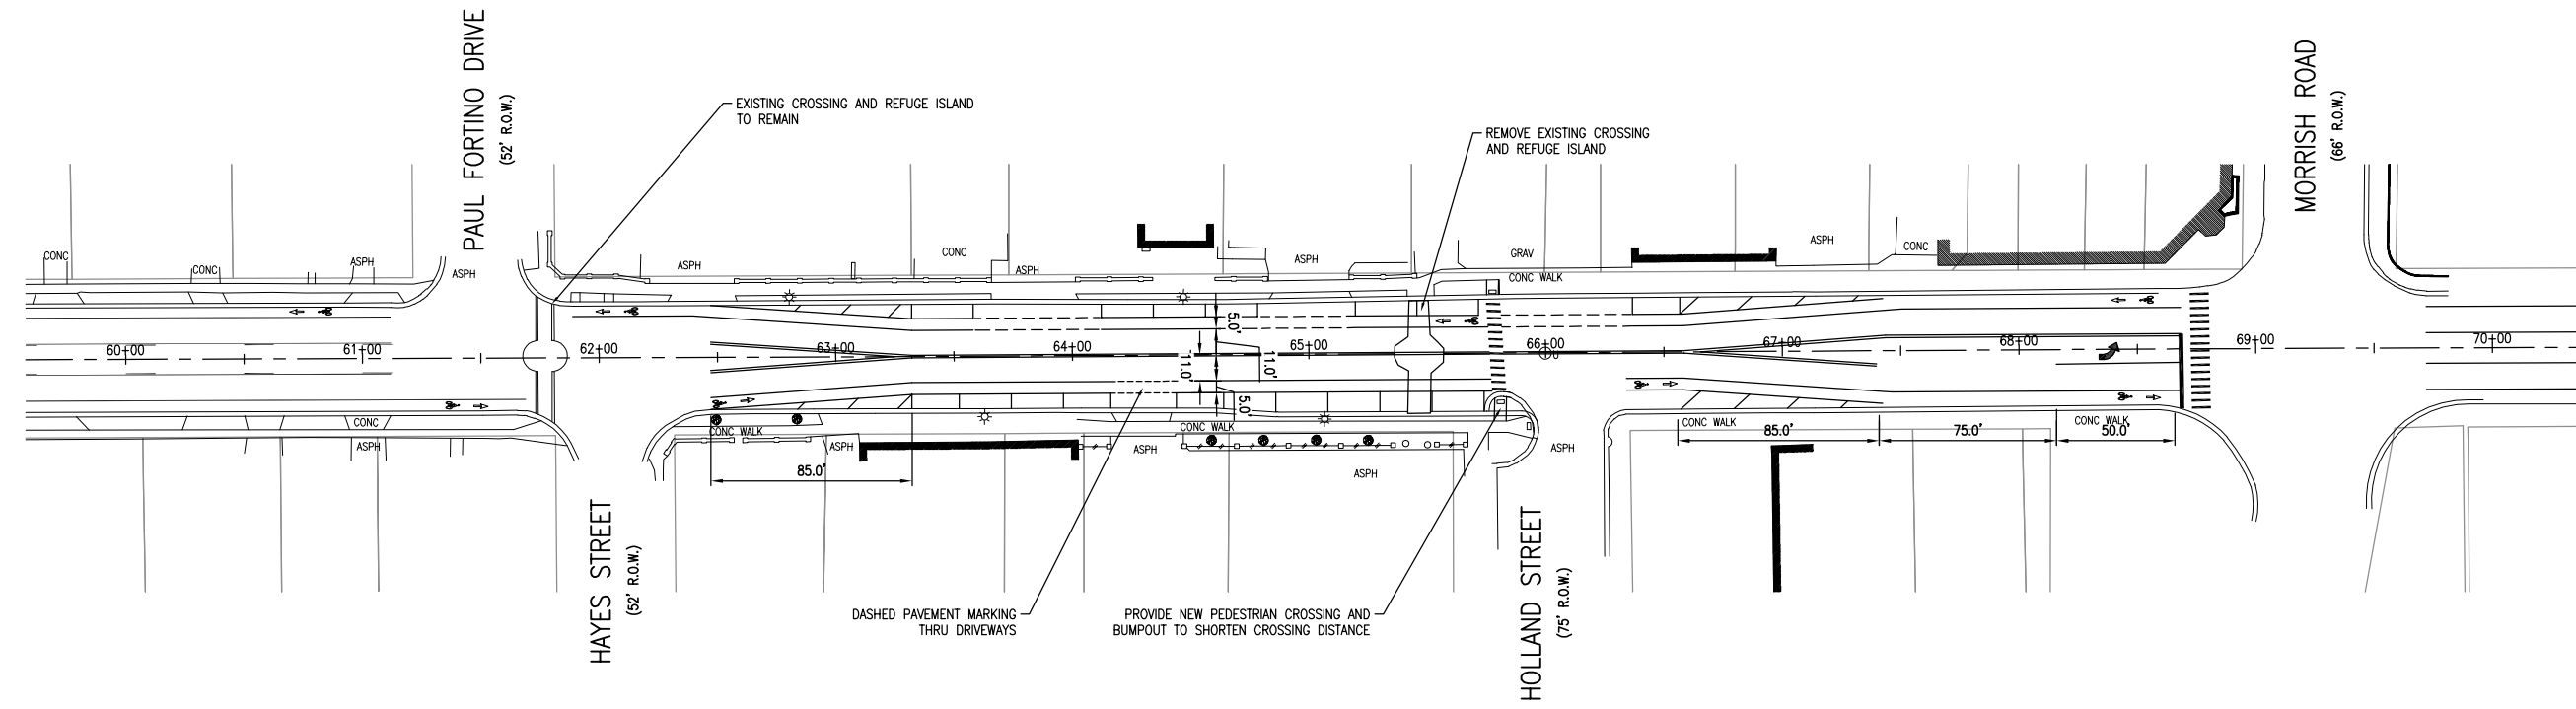 PAUL FORTINO DRIVE
(52' R.O.W.)
MORRISH ROAD
(66' R.O.W.)
EXISTING CROSSING AND REFUGE ISLAND
TO REMAIN
REMOVE EXISTING CROSSING
AND REFUGE ISLAND
CONC
CONC
ASPH
ASPH
ASPH
CONC
ASPH
ASPH
GRAV
CONC WALK
ASPH
CONC
60+00
61+00
62+00
63+00
64+00
65+00
66+00
67+00
68+00
69+00
70+00
5.0'
11.0'
11.0'
5.0'
CONC
ASPH
CONC WALK
ASPH
85.0'
ASPH
CONC WALK
ASPH
ASPH
CONC WALK
85.0'
75.0'
CONC WALK
50.0'
HAYES STREET
(52' R.O.W.)
DASHED PAVEMENT MARKING
THRU DRIVEWAYS
PROVIDE NEW PEDESTRIAN CROSSING AND
BUMPOUT TO SHORTEN CROSSING DISTANCE
HOLLAND STREET
(75' R.O.W.)